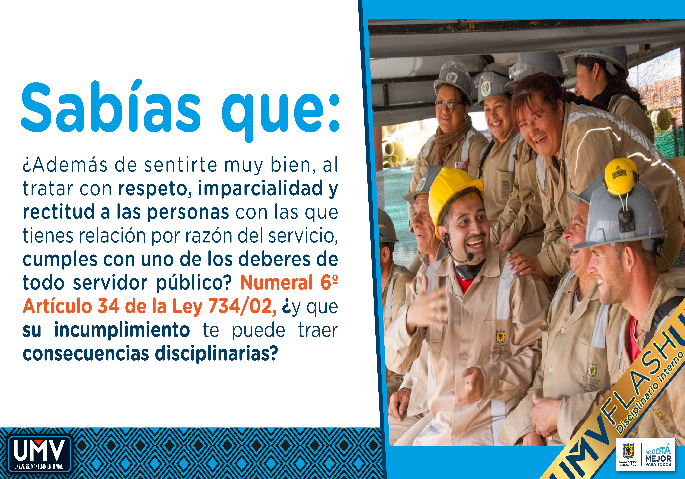 Sabías que:
¿Además de sentirte muy bien, al
tratar con respeto, imparcialidad y
rectitud a las personas con las que
tienes relación por razón del servicio,
cumples con uno de los deberes de
todo servidor público? Numeral 6º
Artículo 34 de la Ley 734/02, ¿y que
su incumplimiento te puede traer
consecuencias disciplinarias?
UMV
UMVFLASH
Disciplinario Interno
BOGOTÁ
MEJOR
PARA TODOS